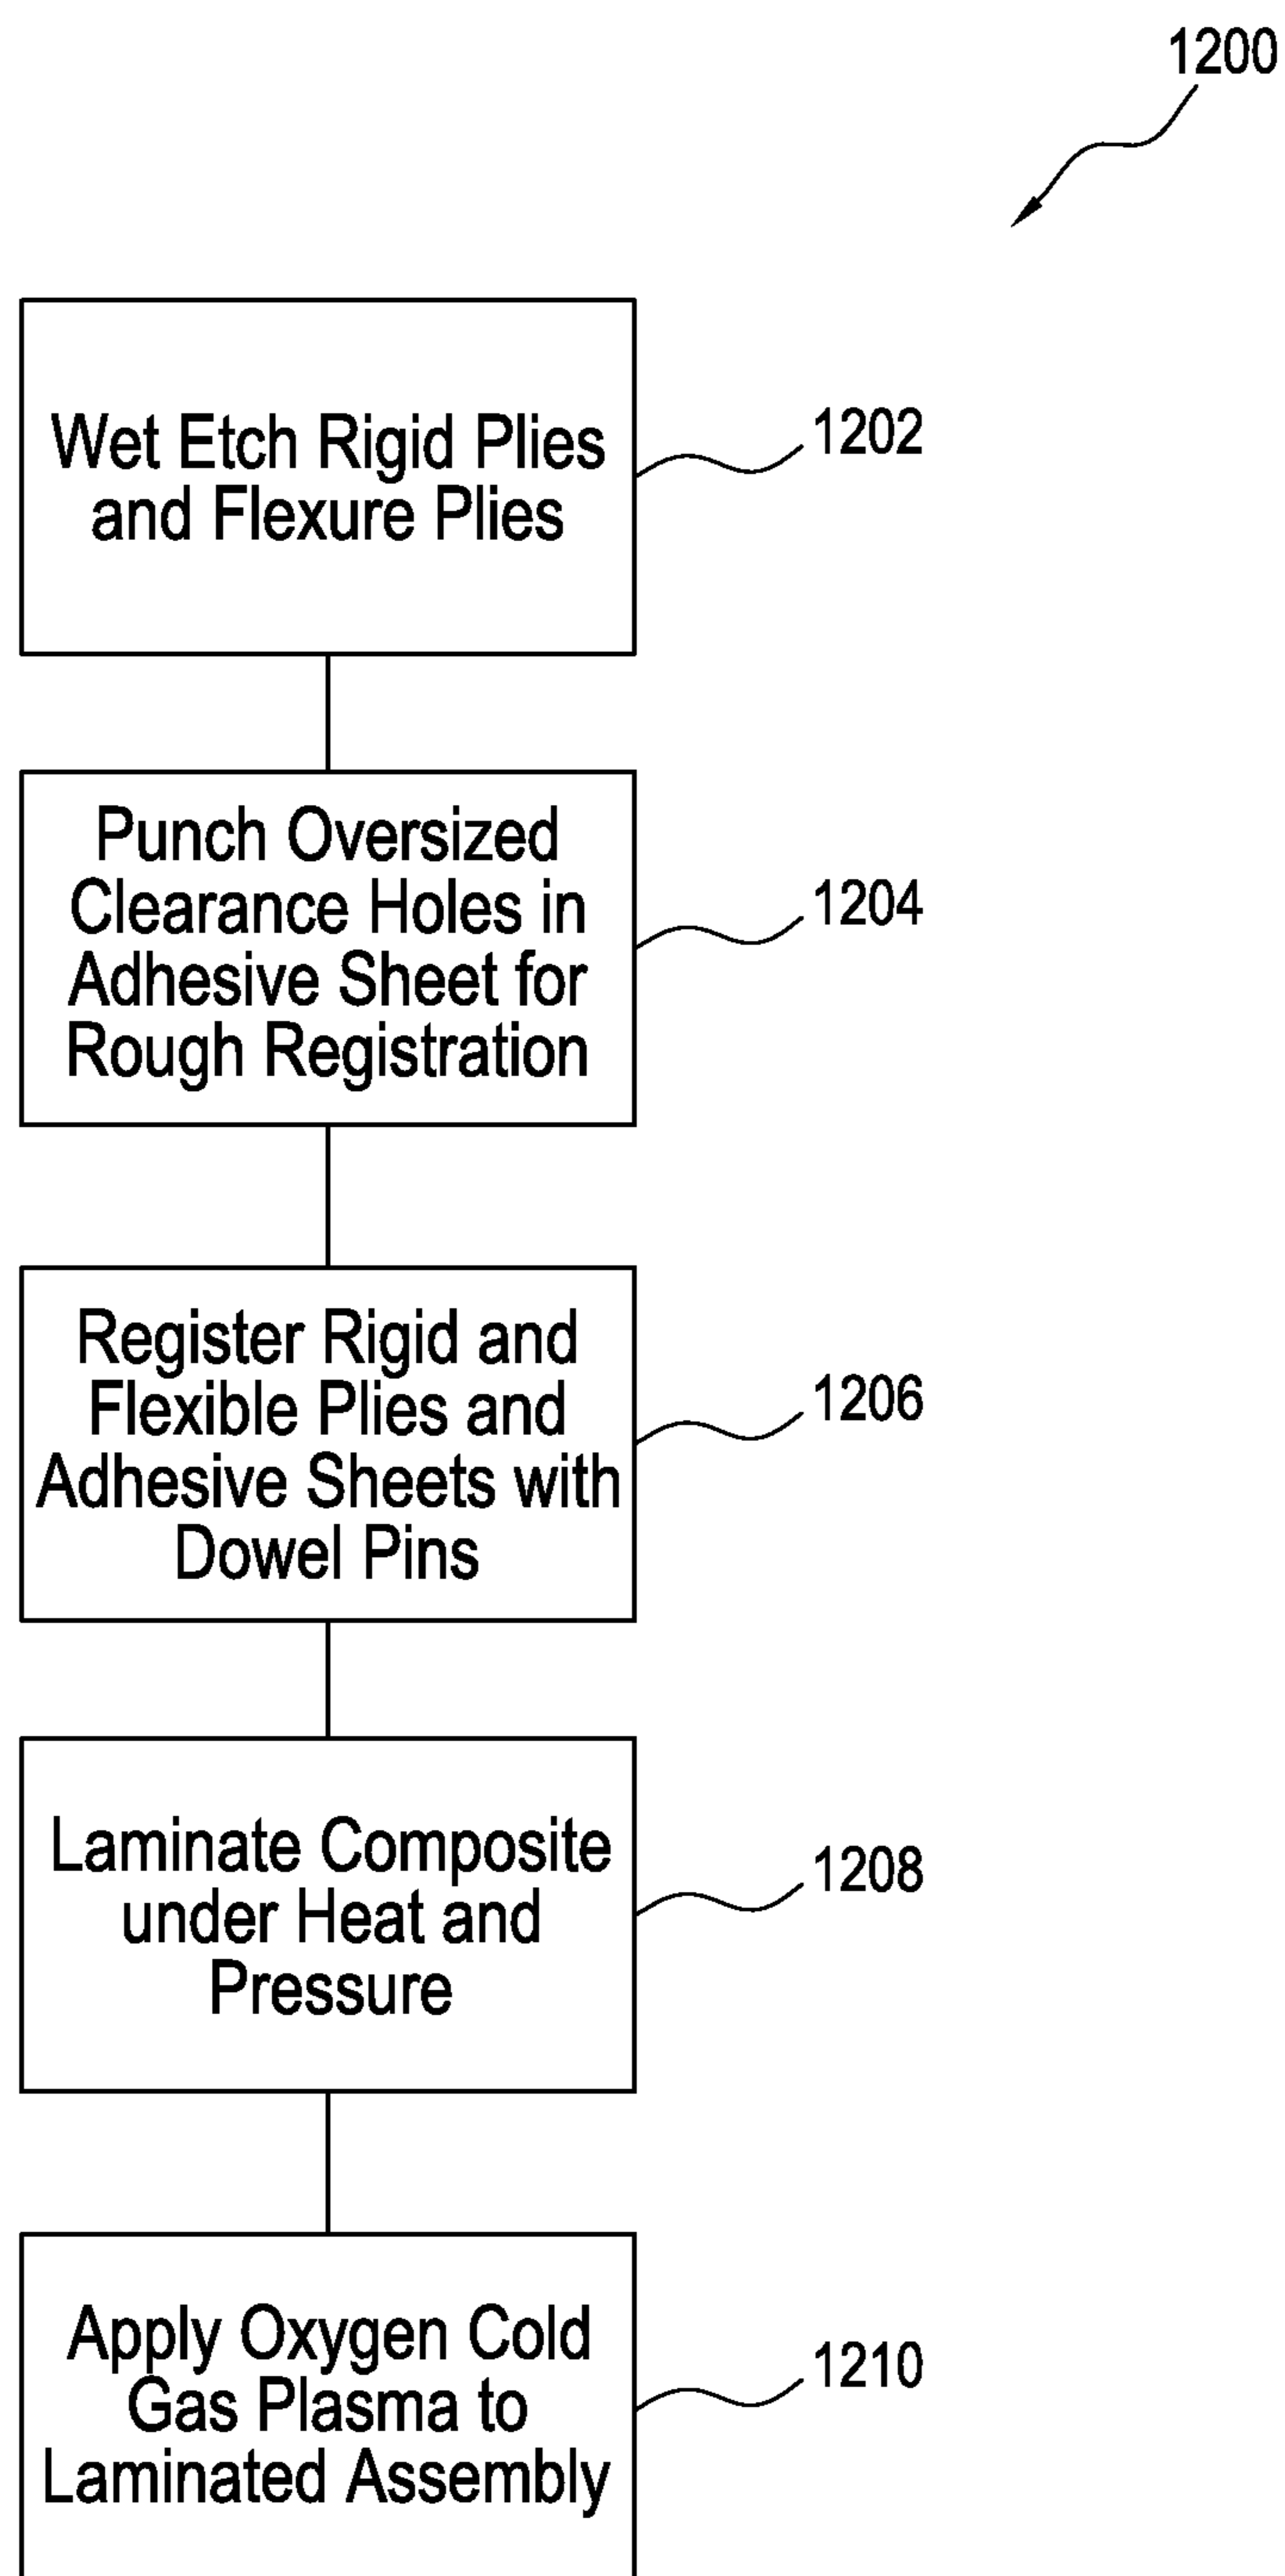 1200
Wet Etch Rigid Plies
and Flexure Plies
1202
Punch Oversized
Clearance Holes in
Adhesive Sheet for
Rough Registration
1204
Register Rigid and
Flexible Plies and
Adhesive Sheets with
Dowel Pins
1206
Laminate Composite
under Heat and
Pressure
1208
Apply Oxygen Cold
Gas Plasma to
Laminated Assembly
1210